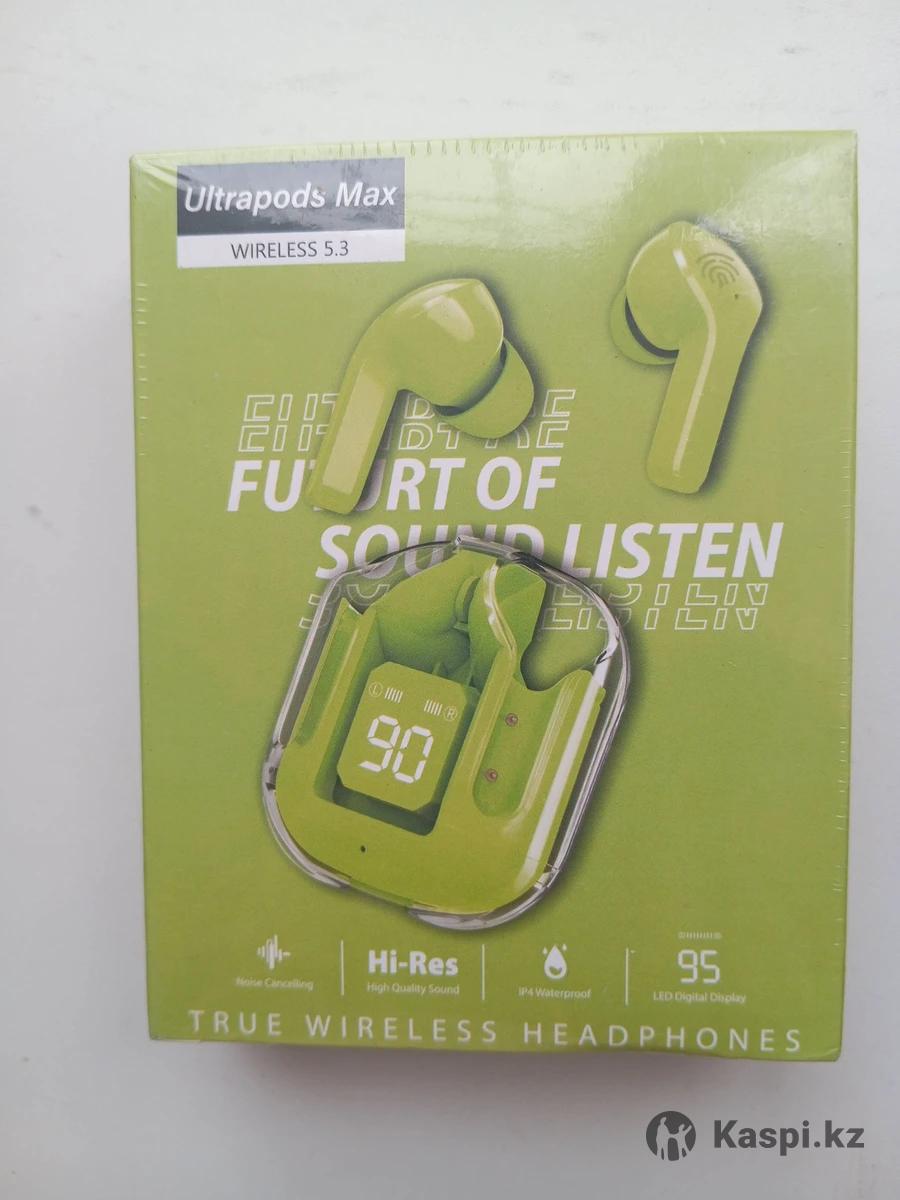 Ultrapods Max
WIRELESS 5.3
FUTURT OF
SOUND LISTEN
L
R
90
Noise Cancelling
Hi-Res
High Quality Sound
IP4 Waterproof
95
LED Digital Display
TRUE WIRELESS HEADPHONES
Kaspi.kz